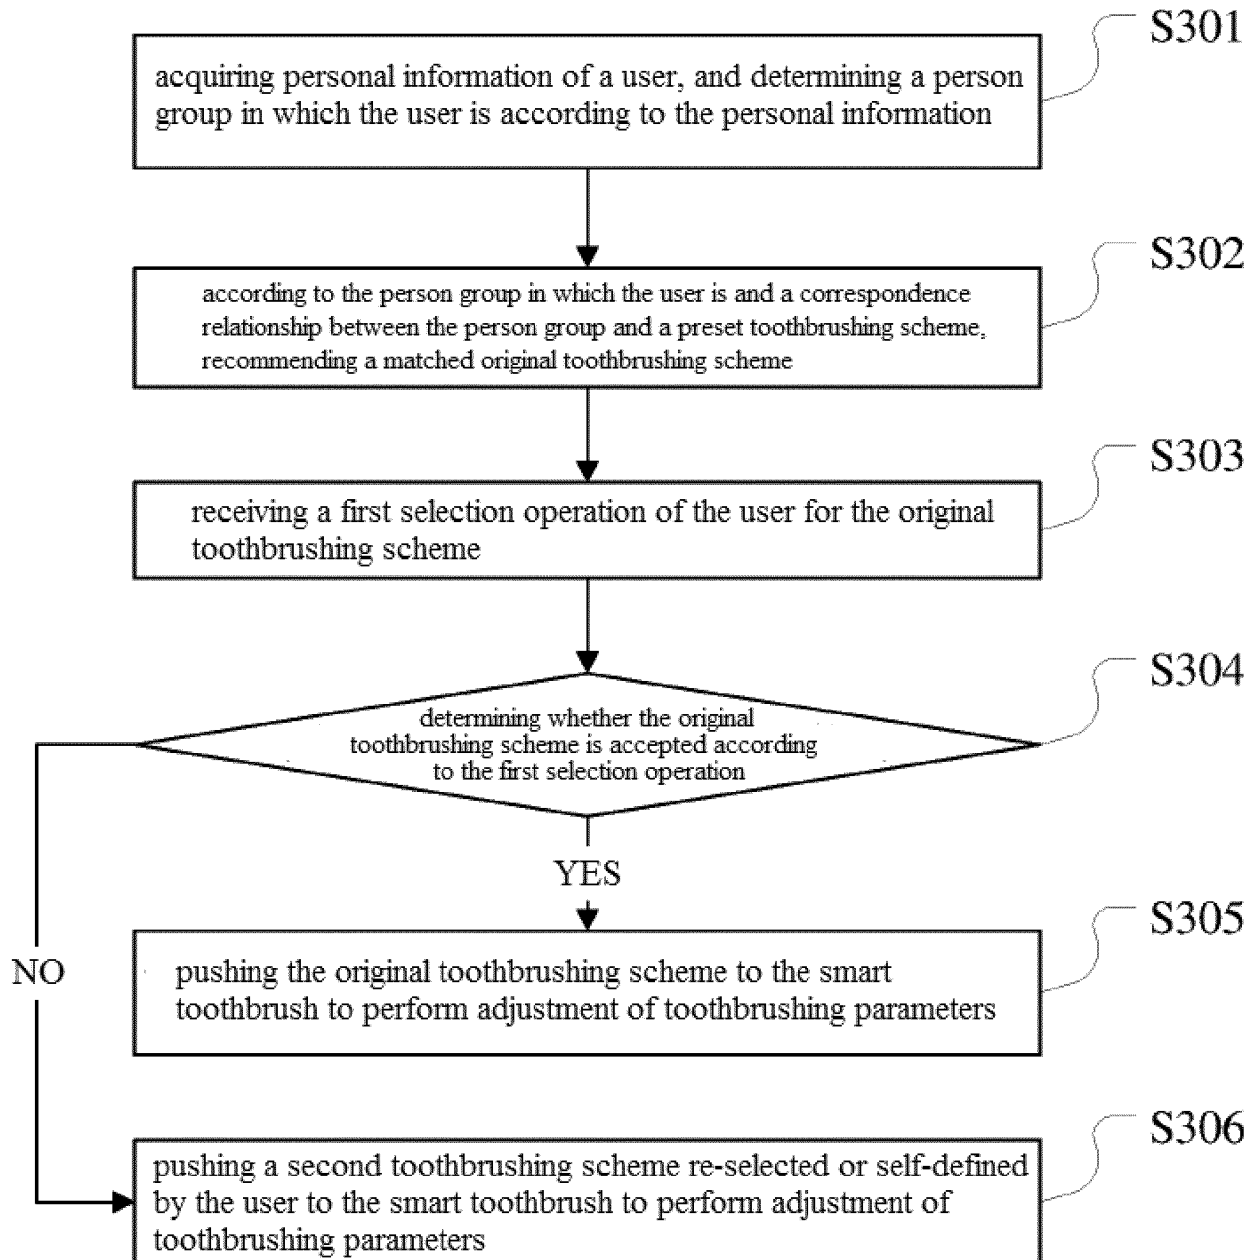 S301
acquiring personal information of a user, and determining a person
group in which the user is according to the personal information
S302
according to the person group in which the user is and a correspondence
relationship between the person group and a preset toothbrushing scheme,
recommending a matched original toothbrushing scheme
S303
receiving a first selection operation of the user for the original
toothbrushing scheme
S304
determining whether the original
toothbrushing scheme is accepted according
to the first selection operation
YES
NO
S305
pushing the original toothbrushing scheme to the smart
toothbrush to perform adjustment of toothbrushing parameters
S306
pushing a second toothbrushing scheme re-selected or self-defined
by the user to the smart toothbrush to perform adjustment of
toothbrushing parameters